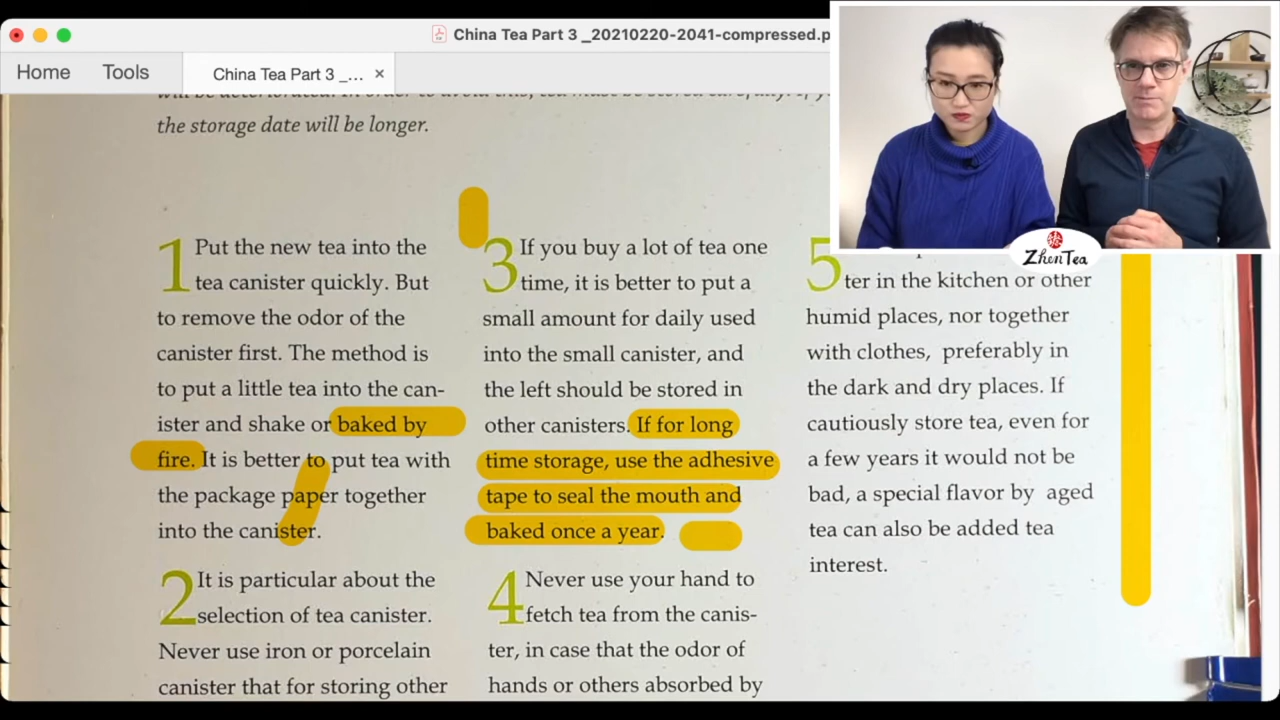 China Tea Part 3 _20210220-2041-compressed.p
Home
Tools
China Tea Part 3 _... ×
the storage date will be longer.
1 Put the new tea into the
tea canister quickly. But
to remove the odor of the
canister first. The method is
to put a little tea into the can-
ister and shake or baked by
fire. It is better to put tea with
the package paper together
into the canister.
2 It is particular about the
selection of tea canister.
Never use iron or porcelain
canister that for storing other
3 If you buy a lot of tea one
time, it is better to put a
small amount for daily used
into the small canister, and
the left should be stored in
other canisters. If for long
time storage, use the adhesive
tape to seal the mouth and
baked once a year.
4 Never use your hand to
fetch tea from the canis-
ter, in case that the odor of
hands or others absorbed by
5
ter in the kitchen or other
humid places, nor together
with clothes, preferably in
the dark and dry places. If
cautiously store tea, even for
a few years it would not be
bad, a special flavor by aged
tea can also be added tea
interest.
ZhenTea